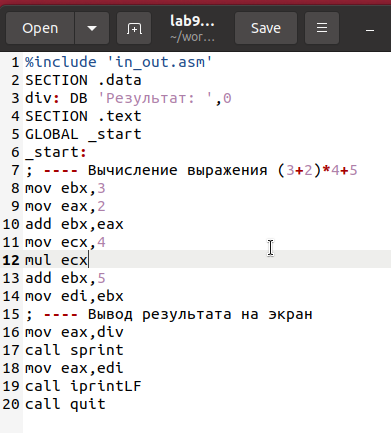 Open
lab9...
~/wor...
Save
1 %include 'in_out.asm'
2 SECTION .data
3 div: DB 'Результат: ',0
4 SECTION .text
5 GLOBAL _start
6 _start:
7 ; ---- Вычисление выражения (3+2)*4+5
8 mov ebx,3
9 mov eax,2
10 add ebx,eax
11 mov ecx,4
12 mul ecx
13 add ebx,5
14 mov edi,ebx
15 ; ---- Вывод результата на экран
16 mov eax,div
17 call sprint
18 mov eax,edi
19 call iprintLF
20 call quit